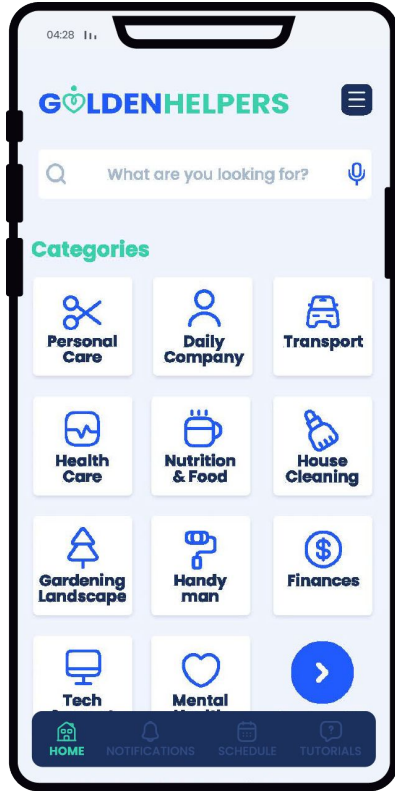 04:28
GOLDENHELPERS
What are you looking for?
Categories
Personal
Care
Daily
Company
Transport
Health
Care
Nutrition
& Food
House
Cleaning
Gardening
Landscape
Handy
man
Finances
$
Tech
Mental
HOME
NOTIFICATIONS
SCHEDULE
TUTORIALS